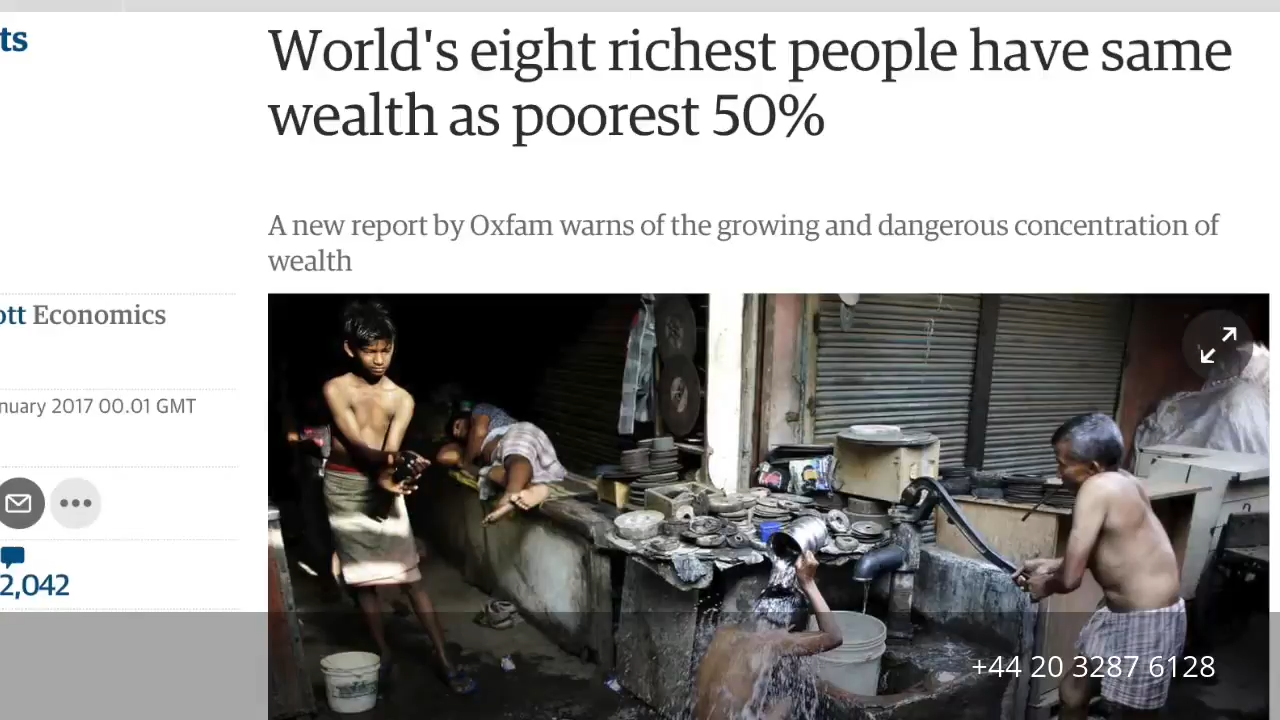 ts
World's eight richest people have same
wealth as poorest 50%
A new report by Oxfam warns of the growing and dangerous concentration of
wealth
ott Economics
nuary 2017 00.01 GMT
2,042
+44 20 3287 6128